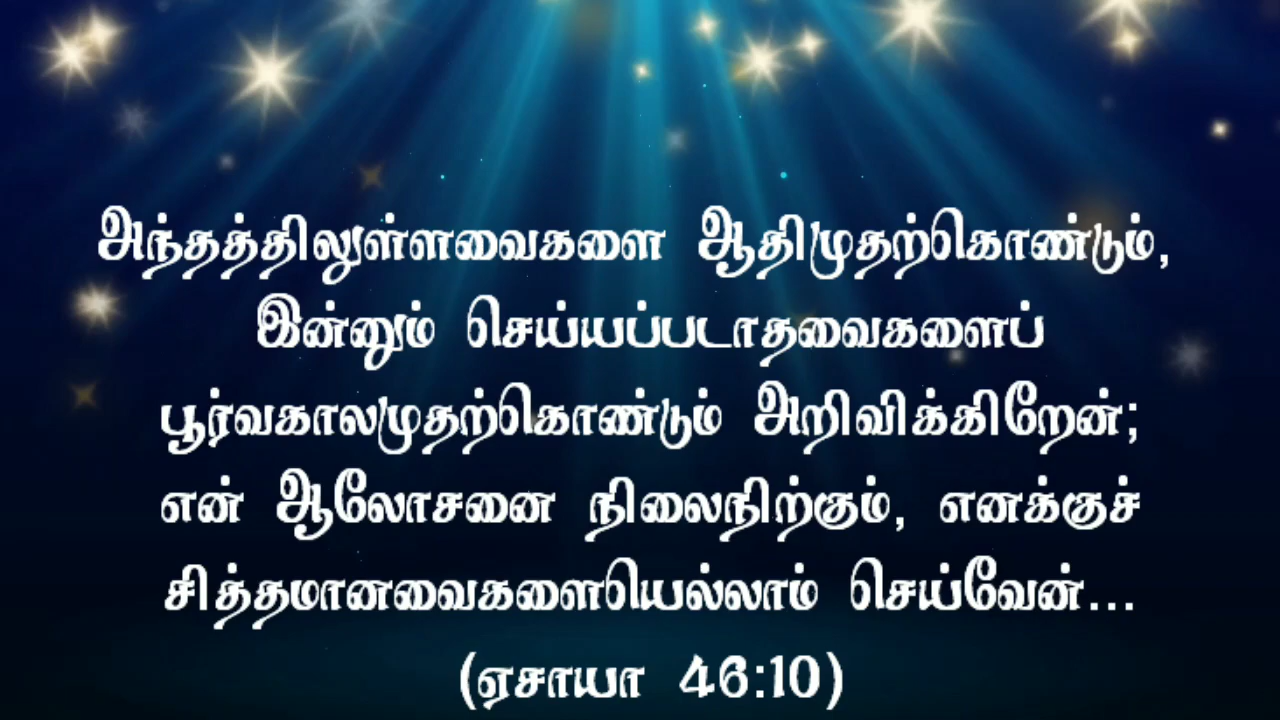 அந்தத்திலுள்ளவைகளை ஆதிமுதற்கொண்டும்,
இன்னும் செய்யப்படாதவைகளைப்
பூர்வகாலமுதற்கொண்டும் அறிவிக்கிறேன்;
என் ஆலோசனை நிலைநிற்கும், எனக்குச்
சித்தமானவைகளையெல்லாம் செய்வேன்...
(ஏசாயா 46:10)